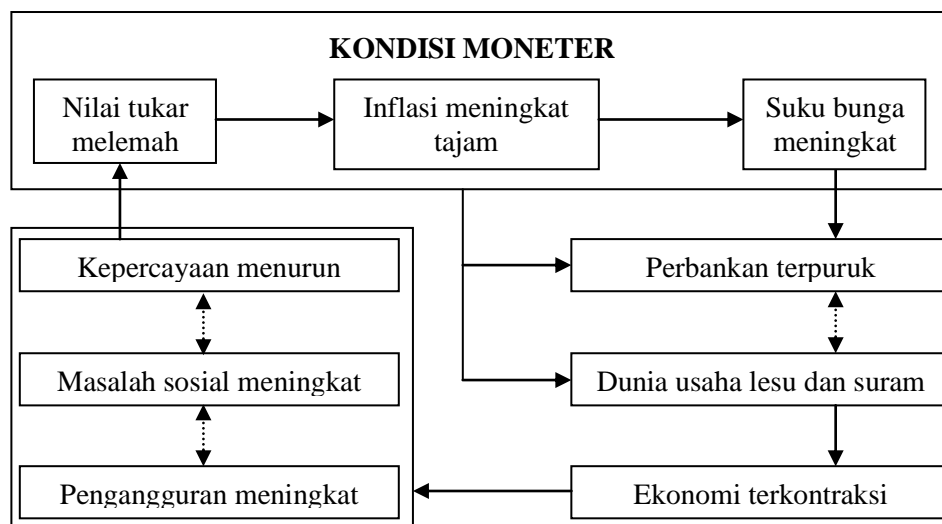 KONDISI MONETER
Nilai tukar
melemah
Inflasi meningkat
tajam
Suku bunga
meningkat
Kepercayaan menurun
Perbankan terpuruk
Masalah sosial meningkat
Dunia usaha lesu dan suram
Pengangguran meningkat
Ekonomi terkontraksi